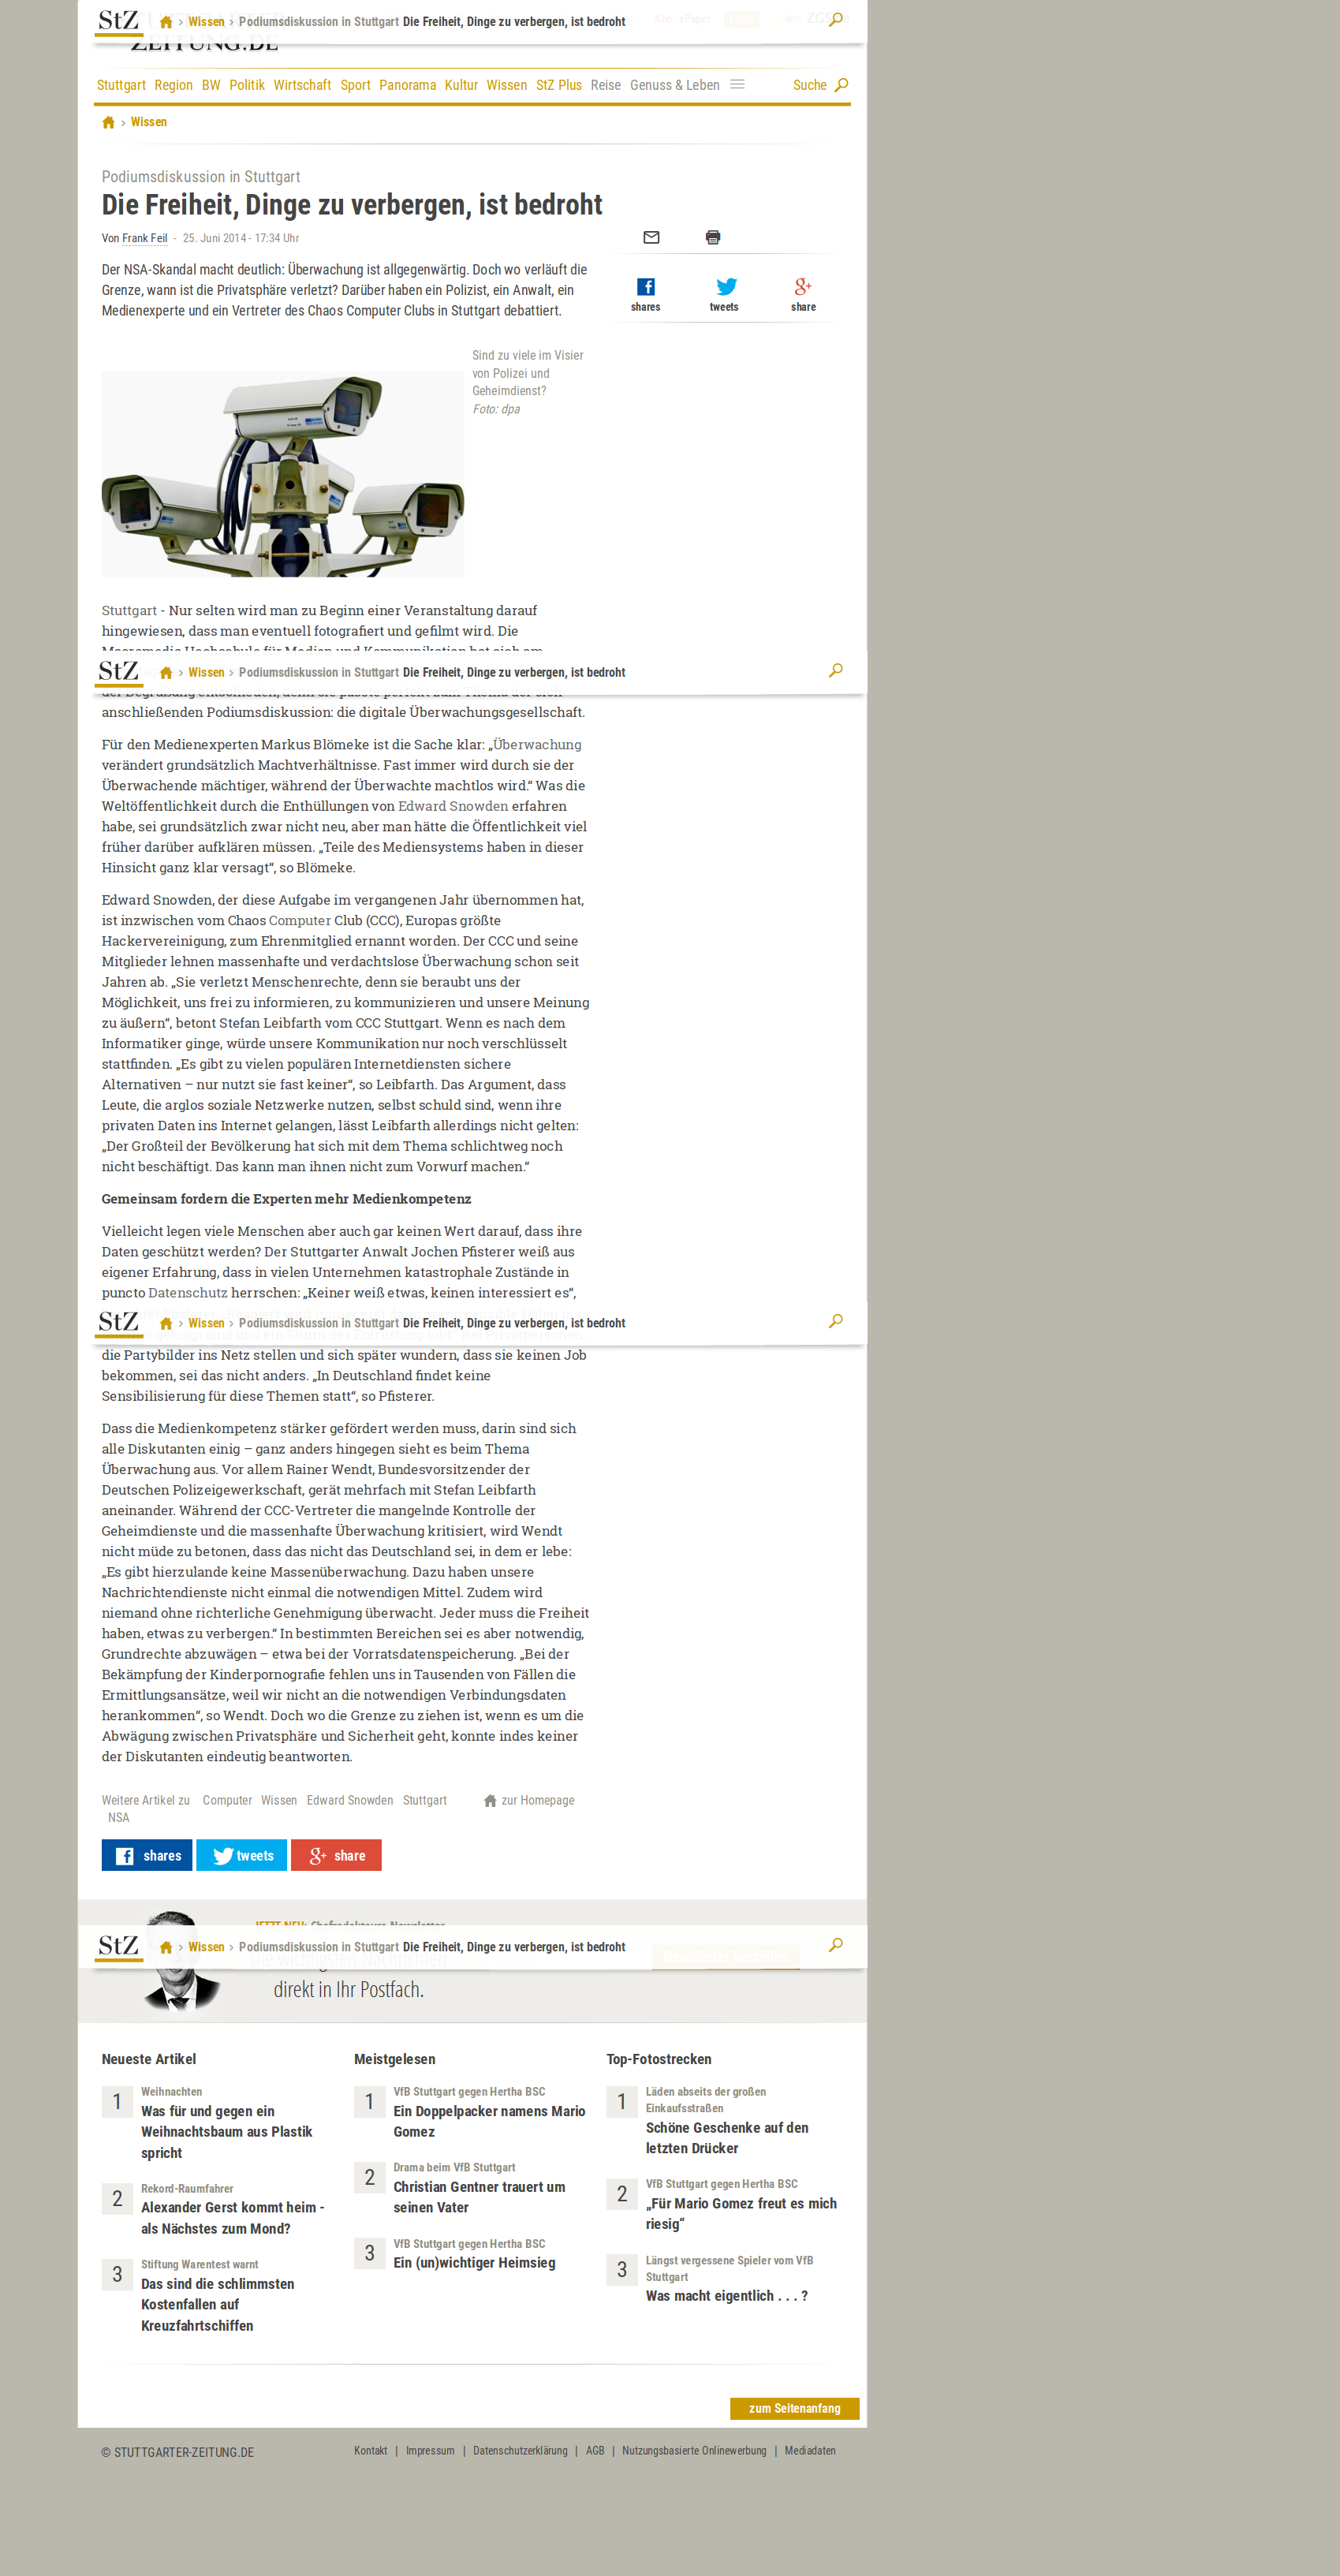 StZ › Wissen › Podiumsdiskussion in Stuttgart Die Freiheit, Dinge zu verbergen, ist bedroht
ZEITUNG.DE
Stuttgart Region BW Politik Wirtschaft Sport Panorama Kultur Wissen StZ Plus Reise Genuss & Leben Suche
› Wissen
Podiumsdiskussion in Stuttgart
Die Freiheit, Dinge zu verbergen, ist bedroht
Von Frank Feil - 25. Juni 2014 - 17:34 Uhr
Der NSA-Skandal macht deutlich: Überwachung ist allgegenwärtig. Doch wo verläuft die
Grenze, wann ist die Privatsphäre verletzt? Darüber haben ein Polizist, ein Anwalt, ein
Medienexperte und ein Vertreter des Chaos Computer Clubs in Stuttgart debattiert.
shares tweets share
Sind zu viele im Visier
von Polizei und
Geheimdienst?
Foto: dpa
Stuttgart - Nur selten wird man zu Beginn einer Veranstaltung darauf
hingewiesen, dass man eventuell fotografiert und gefilmt wird. Die
StZ › Wissen › Podiumsdiskussion in Stuttgart Die Freiheit, Dinge zu verbergen, ist bedroht
anschließenden Podiumsdiskussion: die digitale Überwachungsgesellschaft.
Für den Medienexperten Markus Blömeke ist die Sache klar: „Überwachung
verändert grundsätzlich Machtverhältnisse. Fast immer wird durch sie der
Überwachende mächtiger, während der Überwachte machtlos wird.“ Was die
Weltöffentlichkeit durch die Enthüllungen von Edward Snowden erfahren
habe, sei grundsätzlich zwar nicht neu, aber man hätte die Öffentlichkeit viel
früher darüber aufklären müssen. „Teile des Mediensystems haben in dieser
Hinsicht ganz klar versagt“, so Blömeke.
Edward Snowden, der diese Aufgabe im vergangenen Jahr übernommen hat,
ist inzwischen vom Chaos Computer Club (CCC), Europas größte
Hackervereinigung, zum Ehrenmitglied ernannt worden. Der CCC und seine
Mitglieder lehnen massenhafte und verdachtslose Überwachung schon seit
Jahren ab. „Sie verletzt Menschenrechte, denn sie beraubt uns der
Möglichkeit, uns frei zu informieren, zu kommunizieren und unsere Meinung
zu äußern“, betont Stefan Leibfarth vom CCC Stuttgart. Wenn es nach dem
Informatiker ginge, würde unsere Kommunikation nur noch verschlüsselt
stattfinden. „Es gibt zu vielen populären Internetdiensten sichere
Alternativen – nur nutzt sie fast keiner“, so Leibfarth. Das Argument, dass
Leute, die arglos soziale Netzwerke nutzen, selbst schuld sind, wenn ihre
privaten Daten ins Internet gelangen, lässt Leibfarth allerdings nicht gelten:
„Der Großteil der Bevölkerung hat sich mit dem Thema schlichtweg noch
nicht beschäftigt. Das kann man ihnen nicht zum Vorwurf machen.“
Gemeinsam fordern die Experten mehr Medienkompetenz
Vielleicht legen viele Menschen aber auch gar keinen Wert darauf, dass ihre
Daten geschützt werden? Der Stuttgarter Anwalt Jochen Pfisterer weiß aus
eigener Erfahrung, dass in vielen Unternehmen katastrophale Zustände in
puncto Datenschutz herrschen: „Keiner weiß etwas, keinen interessiert es“,
StZ › Wissen › Podiumsdiskussion in Stuttgart Die Freiheit, Dinge zu verbergen, ist bedroht
die Partybilder ins Netz stellen und sich später wundern, dass sie keinen Job
bekommen, sei das nicht anders. „In Deutschland findet keine
Sensibilisierung für diese Themen statt“, so Pfisterer.
Dass die Medienkompetenz stärker gefördert werden muss, darin sind sich
alle Diskutanten einig – ganz anders hingegen sieht es beim Thema
Überwachung aus. Vor allem Rainer Wendt, Bundesvorsitzender der
Deutschen Polizeigewerkschaft, gerät mehrfach mit Stefan Leibfarth
aneinander. Während der CCC-Vertreter die mangelnde Kontrolle der
Geheimdienste und die massenhafte Überwachung kritisiert, wird Wendt
nicht müde zu betonen, dass das nicht das Deutschland sei, in dem er lebe:
„Es gibt hierzulande keine Massenüberwachung. Dazu haben unsere
Nachrichtendienste nicht einmal die notwendigen Mittel. Zudem wird
niemand ohne richterliche Genehmigung überwacht. Jeder muss die Freiheit
haben, etwas zu verbergen.“ In bestimmten Bereichen sei es aber notwendig,
Grundrechte abzuwägen – etwa bei der Vorratsdatenspeicherung. „Bei der
Bekämpfung der Kinderpornografie fehlen uns in Tausenden von Fällen die
Ermittlungsansätze, weil wir nicht an die notwendigen Verbindungsdaten
herankommen“, so Wendt. Doch wo die Grenze zu ziehen ist, wenn es um die
Abwägung zwischen Privatsphäre und Sicherheit geht, konnte indes keiner
der Diskutanten eindeutig beantworten.
Weitere Artikel zu Computer Wissen Edward Snowden Stuttgart zur Homepage
NSA
shares tweets share
StZ › Wissen › Podiumsdiskussion in Stuttgart Die Freiheit, Dinge zu verbergen, ist bedroht
direkt in Ihr Postfach.
Neueste Artikel
1 Weihnachten
Was für und gegen ein
Weihnachtsbaum aus Plastik
spricht
2 Rekord-Raumfahrer
Alexander Gerst kommt heim -
als Nächstes zum Mond?
3 Stiftung Warentest warnt
Das sind die schlimmsten
Kostenfallen auf
Kreuzfahrtschiffen
Meistgelesen
1 VfB Stuttgart gegen Hertha BSC
Ein Doppelpacker namens Mario
Gomez
2 Drama beim VfB Stuttgart
Christian Gentner trauert um
seinen Vater
3 VfB Stuttgart gegen Hertha BSC
Ein (un)wichtiger Heimsieg
Top-Fotostrecken
1 Läden abseits der großen
Einkaufsstraßen
Schöne Geschenke auf den
letzten Drücker
2 VfB Stuttgart gegen Hertha BSC
„Für Mario Gomez freut es mich
riesig“
3 Längst vergessene Spieler vom VfB
Stuttgart
Was macht eigentlich . . . ?
zum Seitenanfang
© STUTTGARTER-ZEITUNG.DE
Kontakt | Impressum | Datenschutzerklärung | AGB | Nutzungsbasierte Onlinewerbung | Mediadaten